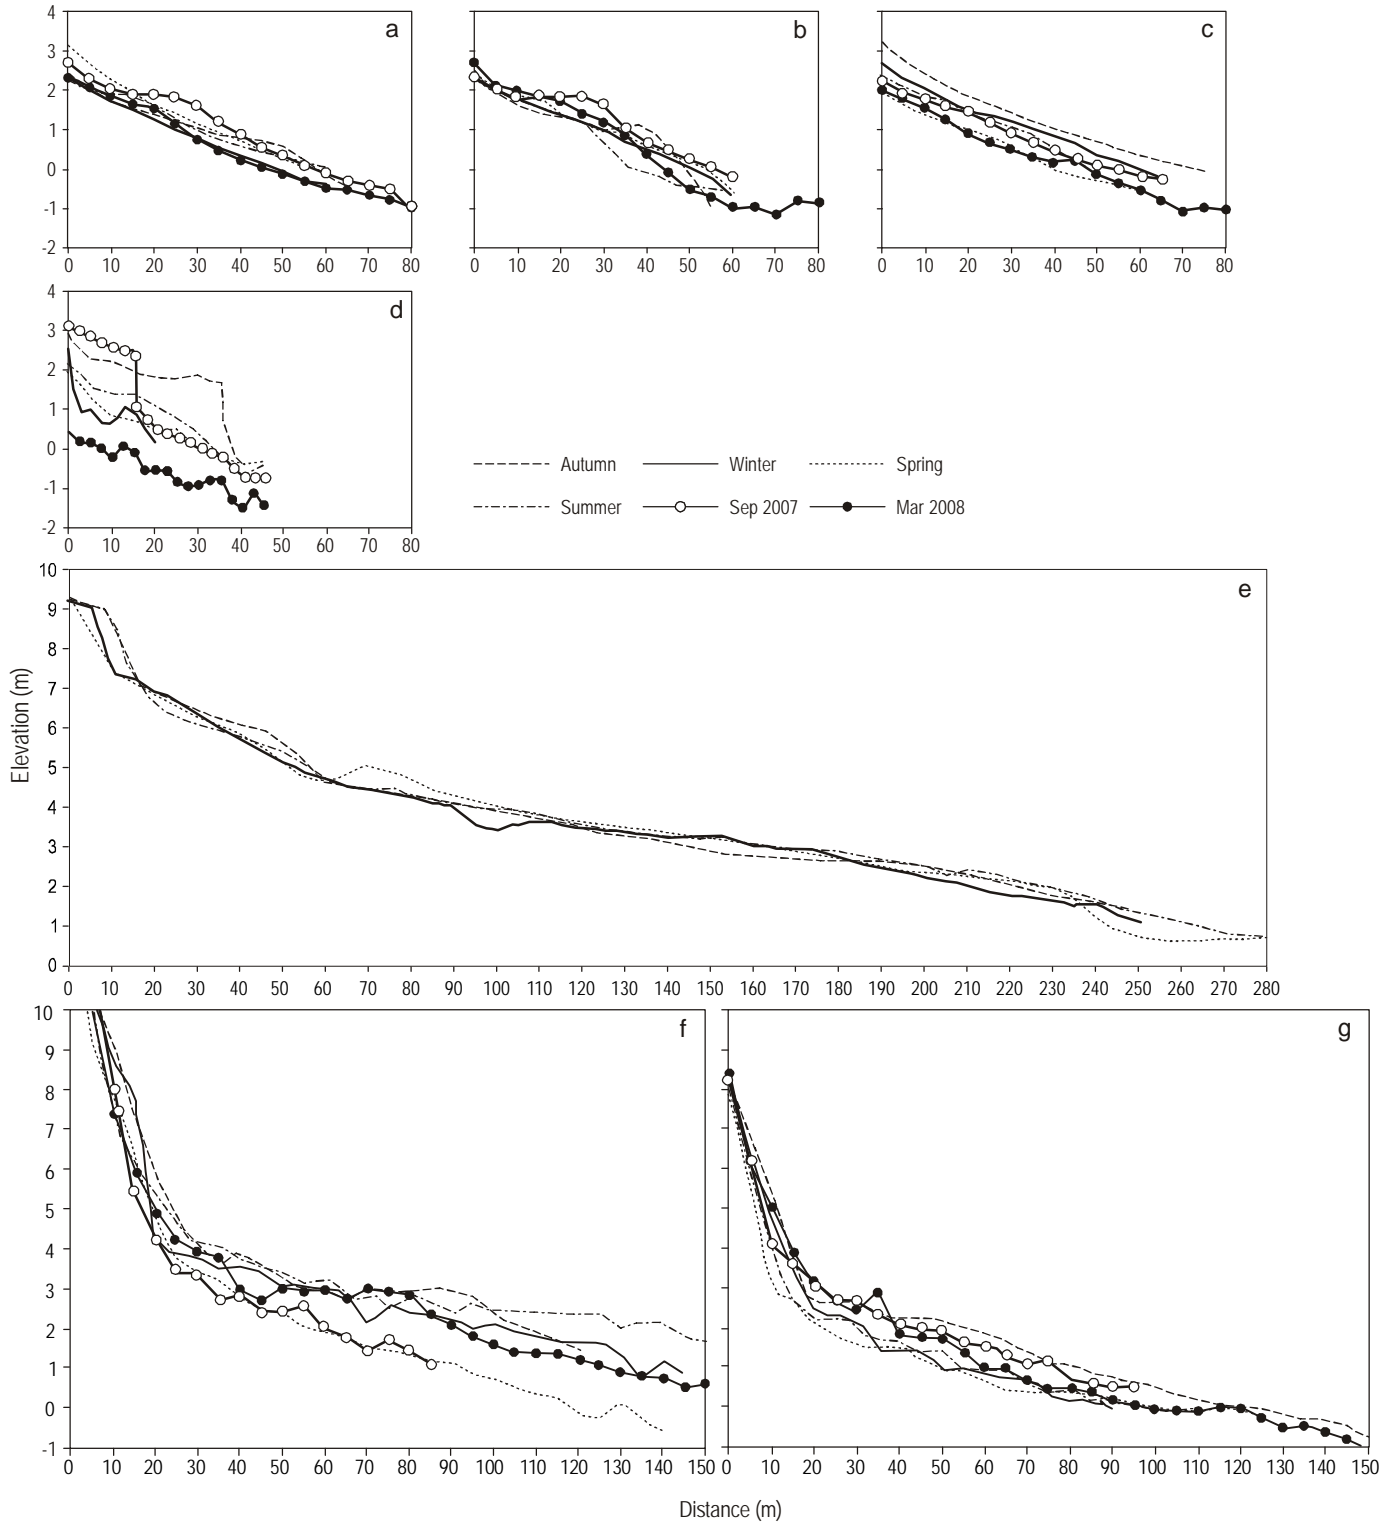 a
4
3
2
1
0
-1
-2
0 10 20 30 40 50 60 70 80
b
0 10 20 30 40 50 60 70 80
c
0 10 20 30 40 50 60 70 80
d
4
3
2
1
0
-1
-2
0 10 20 30 40 50 60 70 80
Autumn Winter Spring
Summer Sep 2007 Mar 2008
Elevation (m)
e
10
9
8
7
6
5
4
3
2
1
0
0 10 20 30 40 50 60 70 80 90 100 110 120 130 140 150 160 170 180 190 200 210 220 230 240 250 260 270 280
f
10
9
8
7
6
5
4
3
2
1
0
-1
0 10 20 30 40 50 60 70 80 90 100 110 120 130 140 150
g
0 10 20 30 40 50 60 70 80 90 100 110 120 130 140 150
Distance (m)